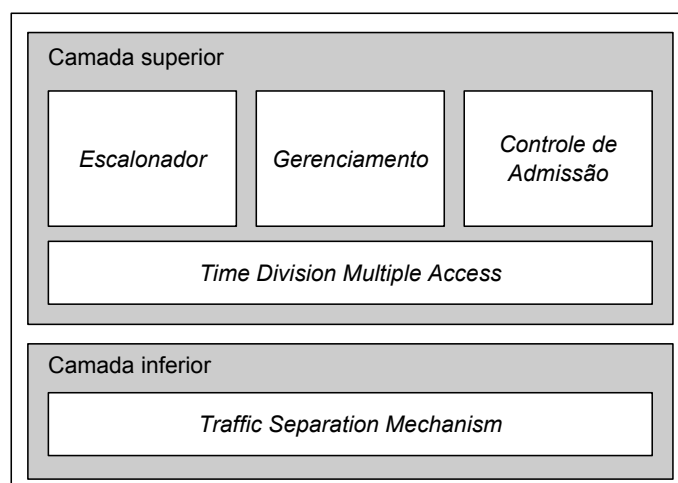 Camada superior
Escalonador
Gerenciamento
Controle de
Admissão
Time Division Multiple Access
Camada inferior
Traffic Separation Mechanism